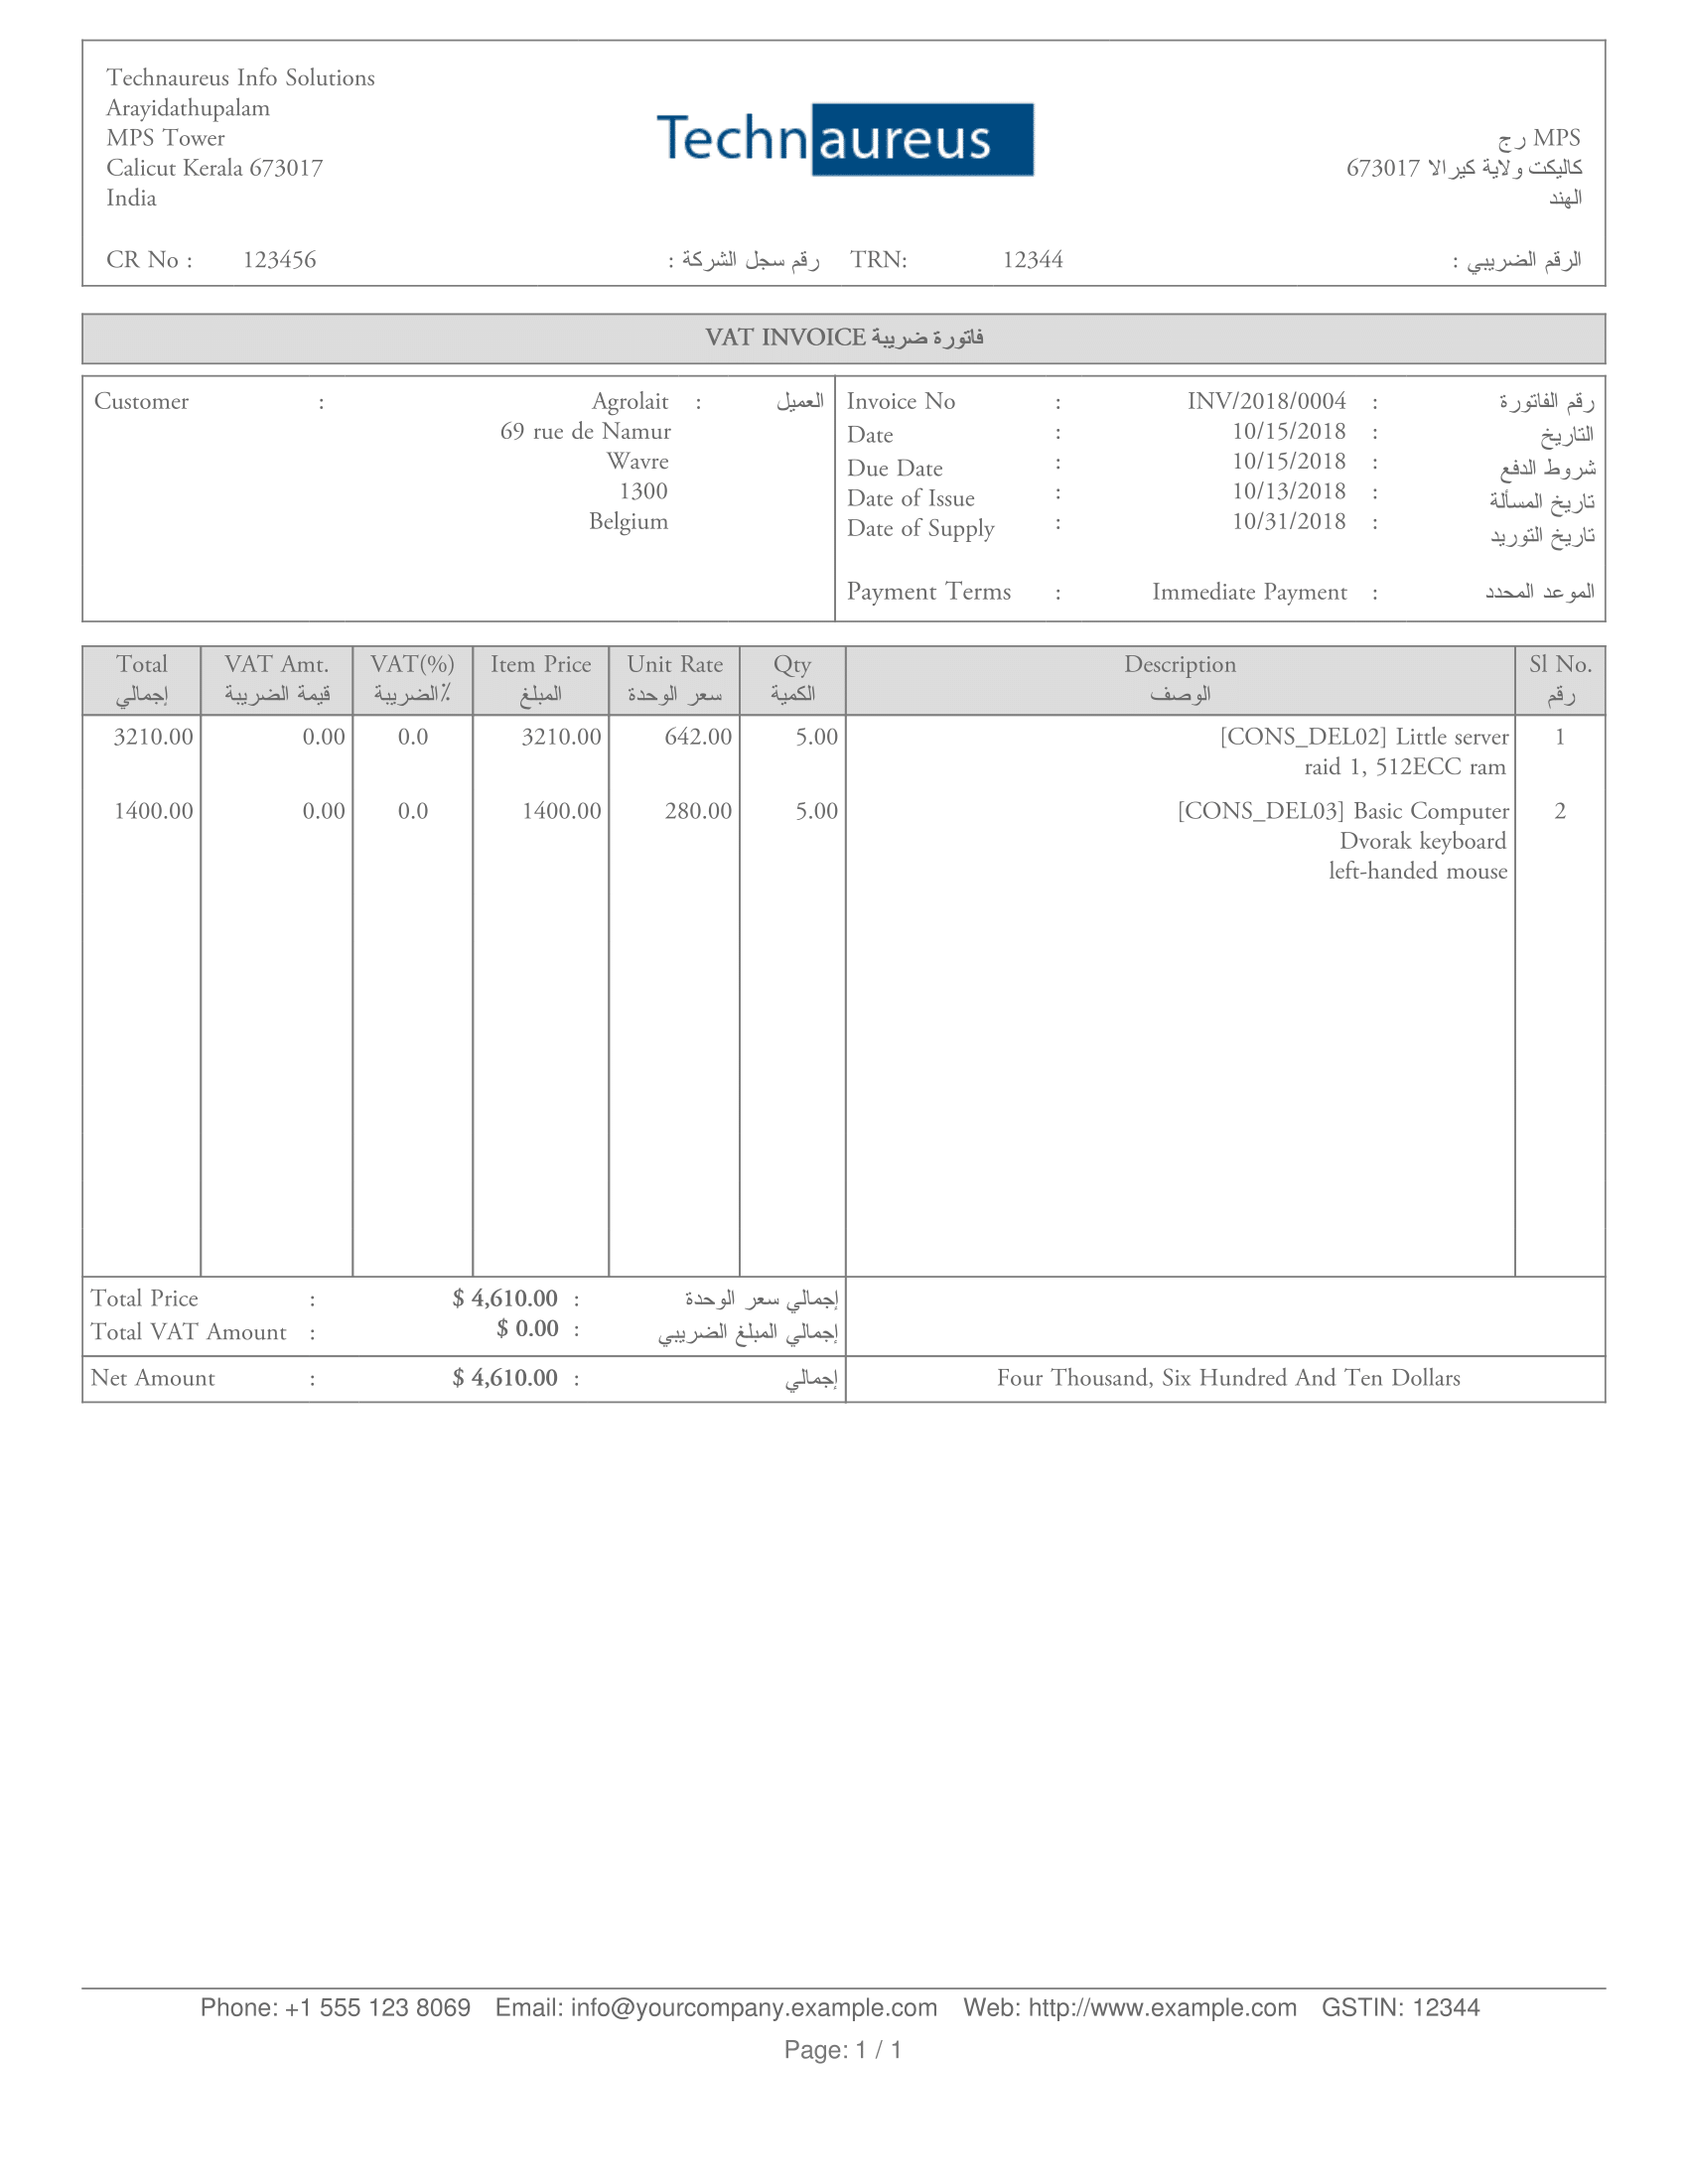 Technaureus Info Solutions
Arayidathupalam
MPS Tower
Calicut Kerala 673017
India
Technaureus
رج MPS
كاليكت ولاية كيرالا 673017
الهند
CR No : 123456 رقم سجل الشركة : TRN: 12344 الرقم الضريبي :
VAT INVOICE فاتورة ضريبة
Customer : Agrolait : العميل
69 rue de Namur
Wavre
1300
Belgium
Invoice No : INV/2018/0004 : رقم الفاتورة
Date : 10/15/2018 : التاريخ
Due Date : 10/15/2018 : شروط الدفع
Date of Issue : 10/13/2018 : تاريخ المسألة
Date of Supply : 10/31/2018 : تاريخ التوريد
Payment Terms : Immediate Payment : الموعد المحدد
Total VAT Amt. VAT(%) Item Price Unit Rate Qty Description Sl No.
إجمالي قيمة الضريبة الضريبة٪ المبلغ سعر الوحدة الكمية الوصف رقم
3210.00 0.00 0.0 3210.00 642.00 5.00 [CONS_DEL02] Little server 1
raid 1, 512ECC ram
1400.00 0.00 0.0 1400.00 280.00 5.00 [CONS_DEL03] Basic Computer 2
Dvorak keyboard
left-handed mouse
Total Price : $ 4,610.00 : إجمالي سعر الوحدة
Total VAT Amount : $ 0.00 : إجمالي المبلغ الضريبي
Net Amount : $ 4,610.00 : إجمالي Four Thousand, Six Hundred And Ten Dollars
Phone: +1 555 123 8069 Email: info@yourcompany.example.com Web: http://www.example.com GSTIN: 12344
Page: 1 / 1